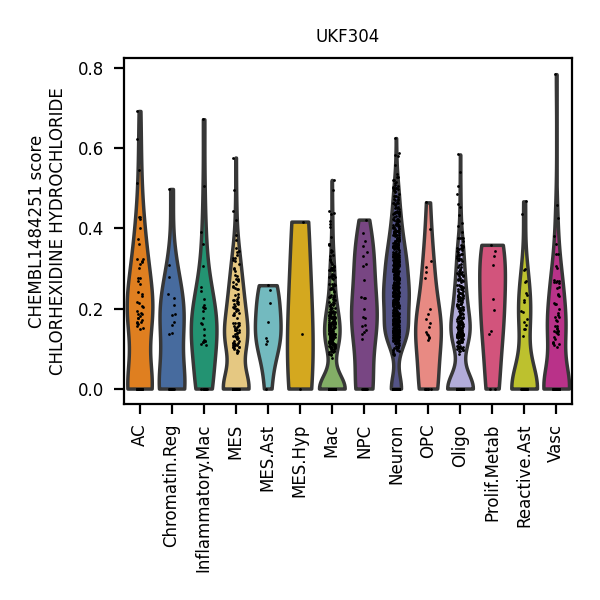 UKF304
CHEMBL1484251 score
CHLORHEXIDINE HYDROCHLORIDE
0.8
0.6
0.4
0.2
0.0
AC
Chromatin.Reg
Inflammatory.Mac
MES
MES.Ast
MES.Hyp
Mac
NPC
Neuron
OPC
Oligo
Prolif.Metab
Reactive.Ast
Vasc